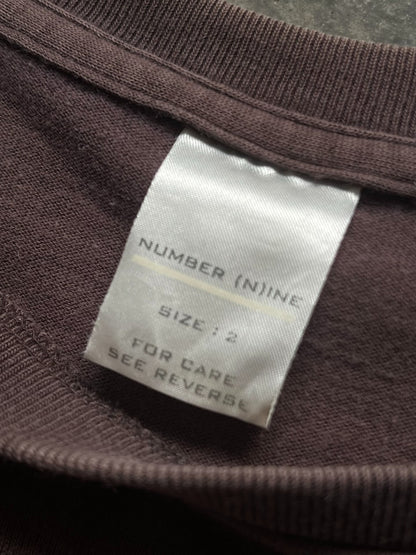 NUMBER (N)INE
SIZE : 2
FOR CARE
SEE REVERSE